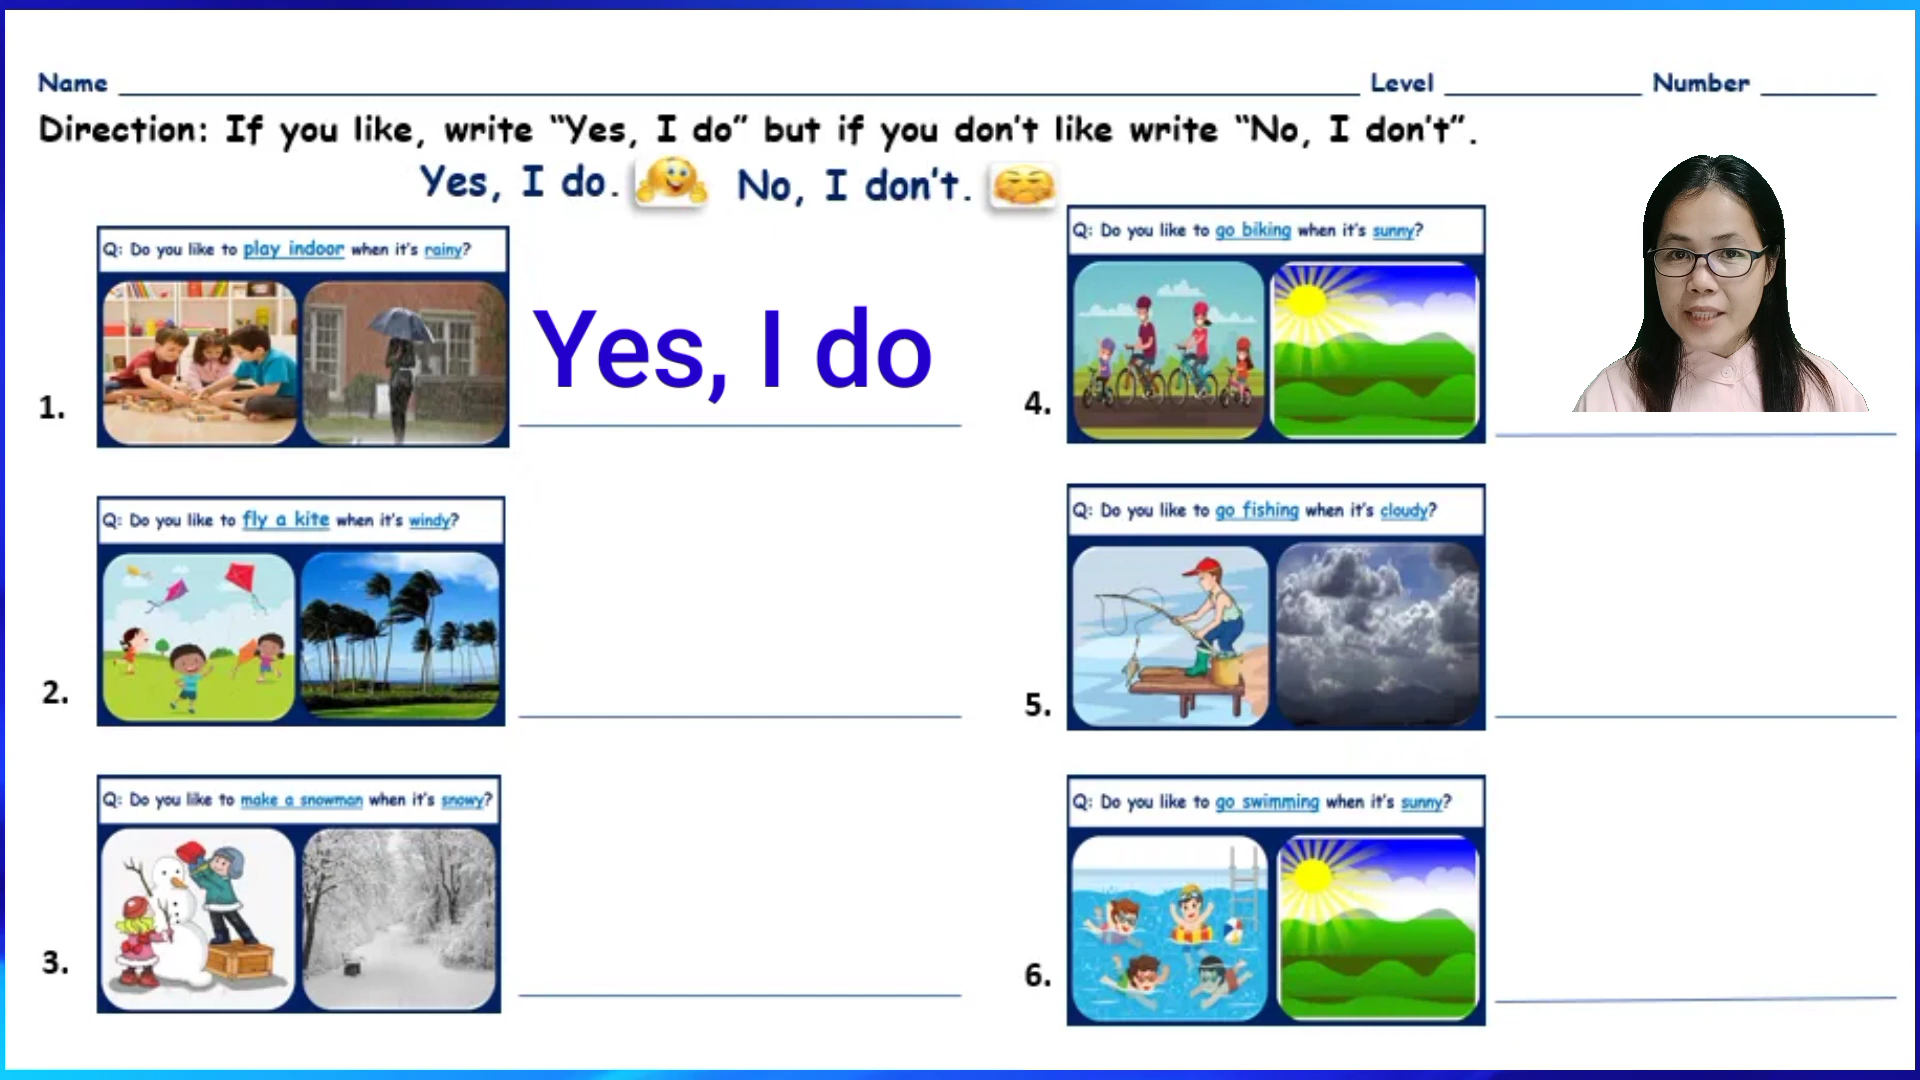 Name Level Number
Direction: If you like, write “Yes, I do” but if you don’t like write “No, I don’t”.
Yes, I do. No, I don’t.
Q: Do you like to play indoor when it’s rainy?
1.
Yes, I do
Q: Do you like to fly a kite when it’s windy?
2.
Q: Do you like to make a snowman when it’s snowy?
3.
Q: Do you like to go biking when it’s sunny?
4.
Q: Do you like to go fishing when it’s cloudy?
5.
Q: Do you like to go swimming when it’s sunny?
6.